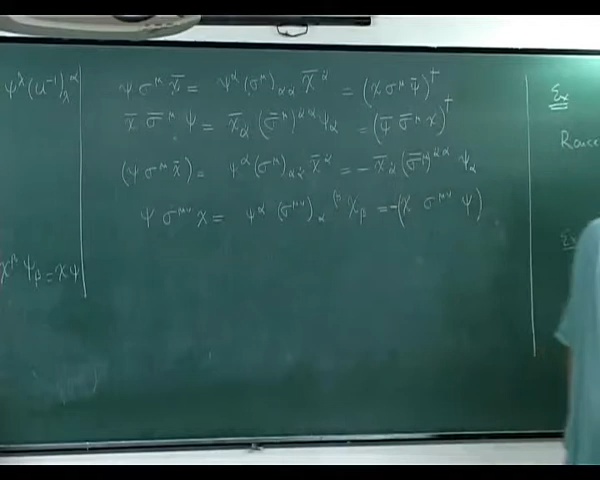 ψ^λ (u⁻¹)_λ^α
χ^β ψ_β = χψ
ψ σ^μ χ̄ = ψ^α (σ^μ)_{αα̇} χ̄^α̇ = (χ σ^μ ψ̄)^†
χ̄ σ̄^μ ψ = χ̄_α̇ (σ̄^μ)^{α̇α} ψ_α = (ψ̄ σ̄^μ χ)^†
(ψ σ^μ χ̄) = ψ^α (σ^μ)_{αα̇} χ̄^α̇ = - χ̄_α̇ (σ̄^μ)^{α̇α} ψ_α
ψ σ^{μν} χ = ψ^α (σ^{μν})_α^β χ_β = -(χ σ^{μν} ψ)
Ex